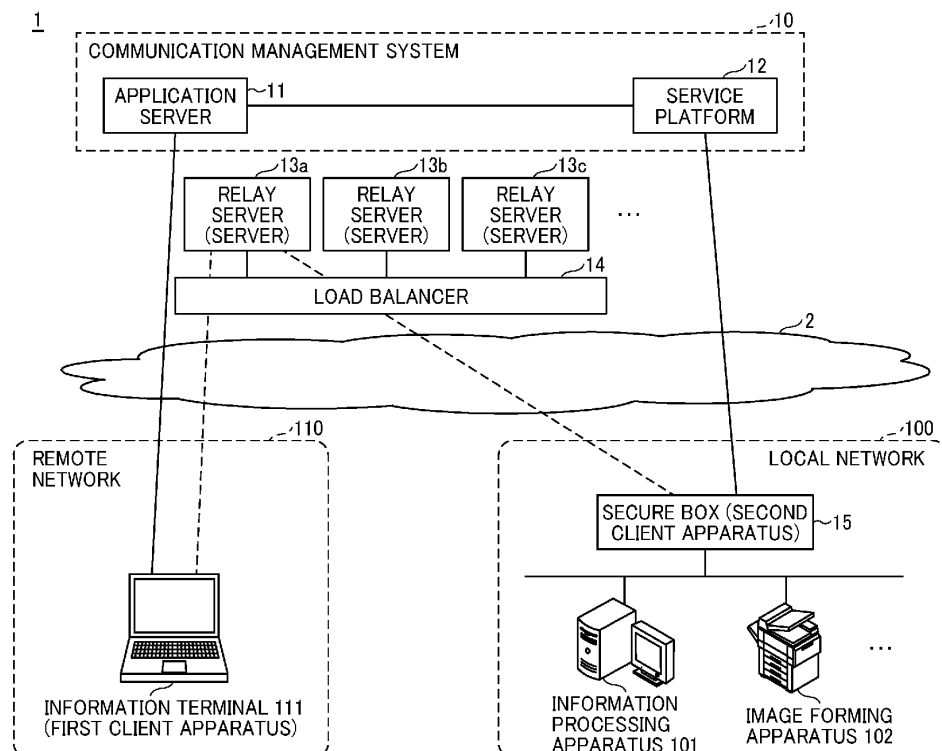 1
10
COMMUNICATION MANAGEMENT SYSTEM
11
12
APPLICATION
SERVER
SERVICE
PLATFORM
13a
13b
13c
RELAY
SERVER
(SERVER)
RELAY
SERVER
(SERVER)
RELAY
SERVER
(SERVER)
...
14
LOAD BALANCER
2
110
100
REMOTE
NETWORK
LOCAL NETWORK
SECURE BOX (SECOND
CLIENT APPARATUS)
15
...
INFORMATION TERMINAL 111
(FIRST CLIENT APPARATUS)
INFORMATION
PROCESSING
APPARATUS 101
IMAGE FORMING
APPARATUS 102